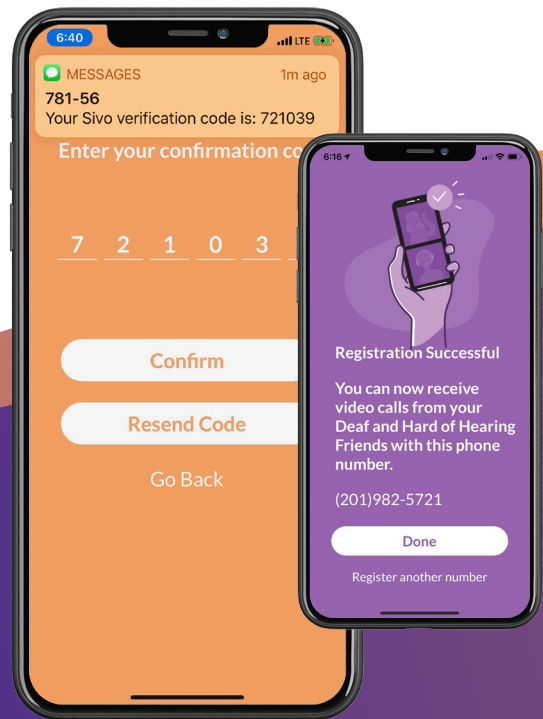 6:40
LTE
MESSAGES 1m ago
781-56
Your Sivo verification code is: 721039
Enter your confirmation co
7 2 1 0 3
Confirm
Resend Code
Go Back
6:16
Registration Successful
You can now receive
video calls from your
Deaf and Hard of Hearing
Friends with this phone
number.
(201)982-5721
Done
Register another number